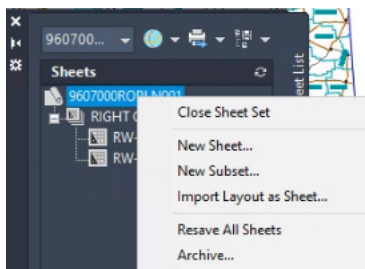 960700...
Sheets
9607000ROPLN001
RIGHT O
RW-
RW-
Close Sheet Set
New Sheet...
New Subset...
Import Layout as Sheet...
Resave All Sheets
Archive...
eet List